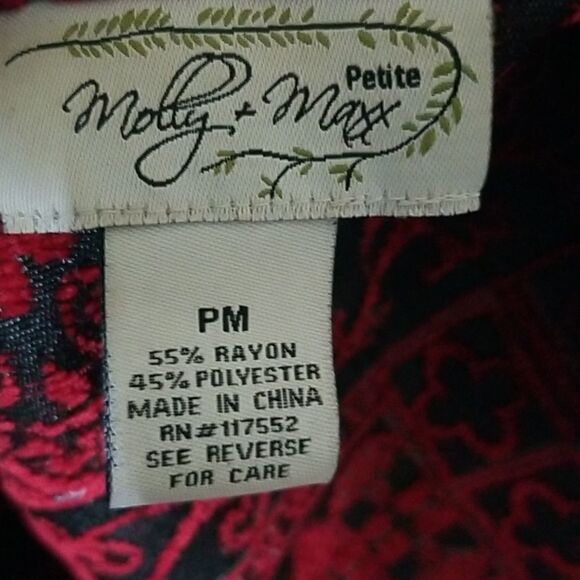 Petite
Molly + Maxx
PM
55% RAYON
45% POLYESTER
MADE IN CHINA
RN#117552
SEE REVERSE
FOR CARE